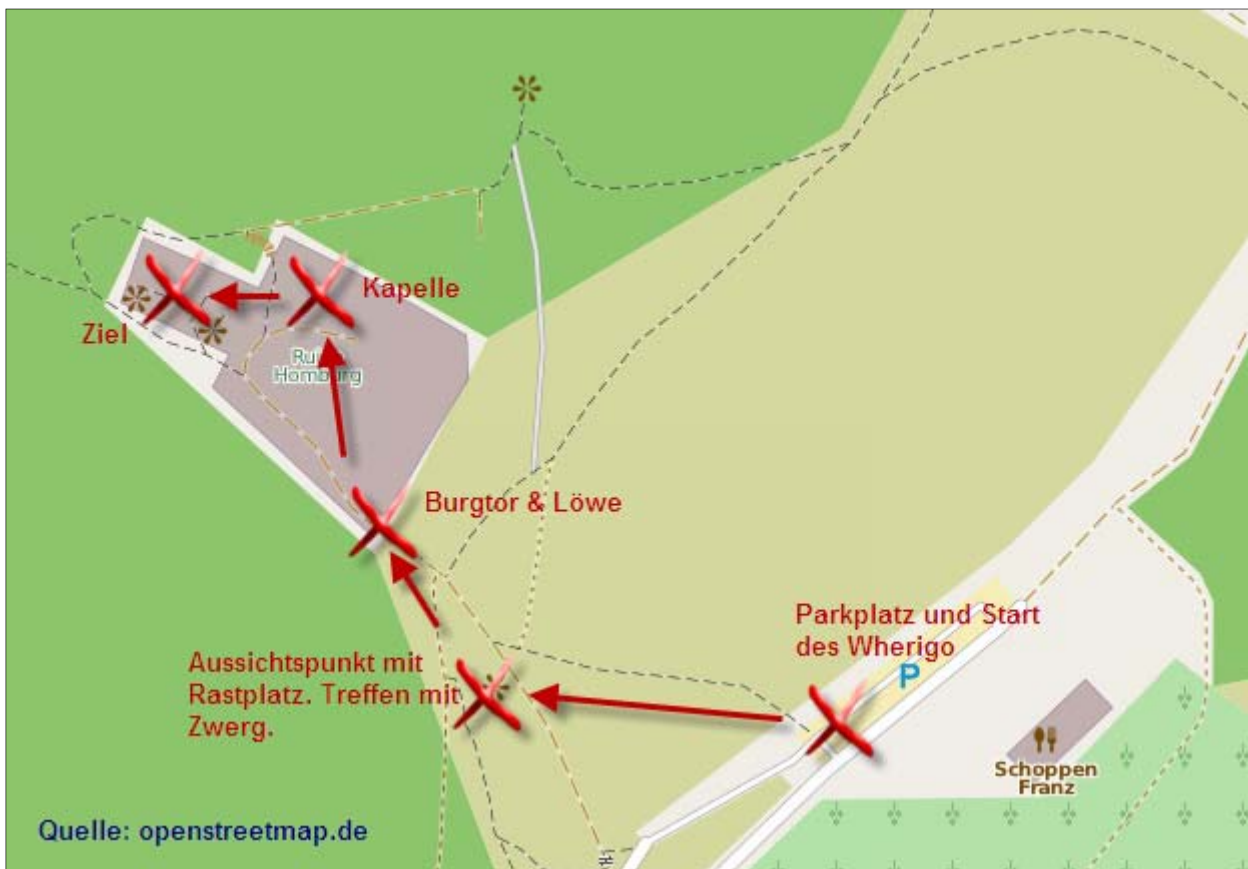 Kapelle
Ziel
Homburg
Burgtor & Löwe
Parkplatz und Start
des Wherigo
P
Aussichtspunkt mit
Rastplatz. Treffen mit
Zwerg.
Schoppen
Franz
Quelle: openstreetmap.de